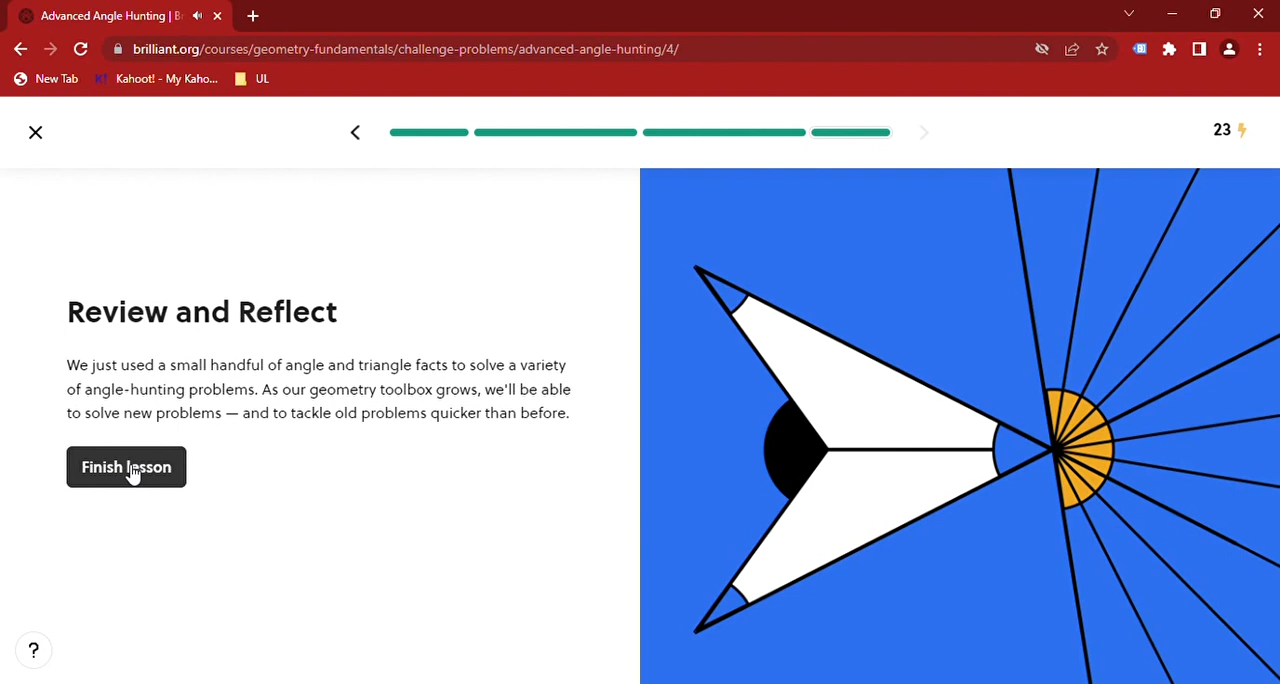 Advanced Angle Hunting | B
brilliant.org/courses/geometry-fundamentals/challenge-problems/advanced-angle-hunting/4/
New Tab
K!
Kahoot! - My Kaho...
UL
23
Review and Reflect
We just used a small handful of angle and triangle facts to solve a variety
of angle-hunting problems. As our geometry toolbox grows, we'll be able
to solve new problems — and to tackle old problems quicker than before.
Finish lesson
?